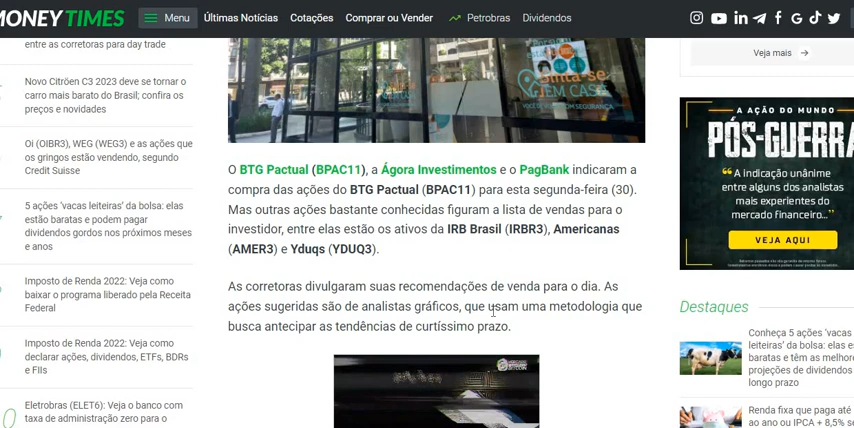 MONEY TIMES
Menu
Últimas Notícias
Cotações
Comprar ou Vender
Petrobras
Dividendos
entre as corretoras para day trade
Novo Citröen C3 2023 deve se tornar o
carro mais barato do Brasil; confira os
preços e novidades
Oi (OIBR3), WEG (WEG3) e as ações que
os gringos estão vendendo, segundo
Credit Suisse
5 ações 'vacas leiteiras' da bolsa: elas
estão baratas e podem pagar
dividendos gordos nos próximos meses
e anos
Imposto de Renda 2022: Veja como
baixar o programa liberado pela Receita
Federal
Imposto de Renda 2022: Veja como
declarar ações, dividendos, ETFs, BDRs
e FIIs
Eletrobras (ELET6): Veja o banco com
taxa de administração zero para o
EM CASA
O BTG Pactual (BPAC11), a Ágora Investimentos e o PagBank indicaram a
compra das ações do BTG Pactual (BPAC11) para esta segunda-feira (30).
Mas outras ações bastante conhecidas figuram a lista de vendas para o
investidor, entre elas estão os ativos da IRB Brasil (IRBR3), Americanas
(AMER3) e Yduqs (YDUQ3).
As corretoras divulgaram suas recomendações de venda para o dia. As
ações sugeridas são de analistas gráficos, que usam uma metodologia que
busca antecipar as tendências de curtíssimo prazo.
Veja mais
A AÇÃO DO MUNDO
PÓS-GUERRA
“A indicação unânime
entre alguns dos analistas
mais experientes do
mercado financeiro...”
VEJA AQUI
Destaques
Conheça 5 ações 'vacas
leiteiras' da bolsa: elas e
baratas e têm as melhore
projeções de dividendos
longo prazo
Renda fixa que paga até
ao ano ou IPCA + 8,5% s